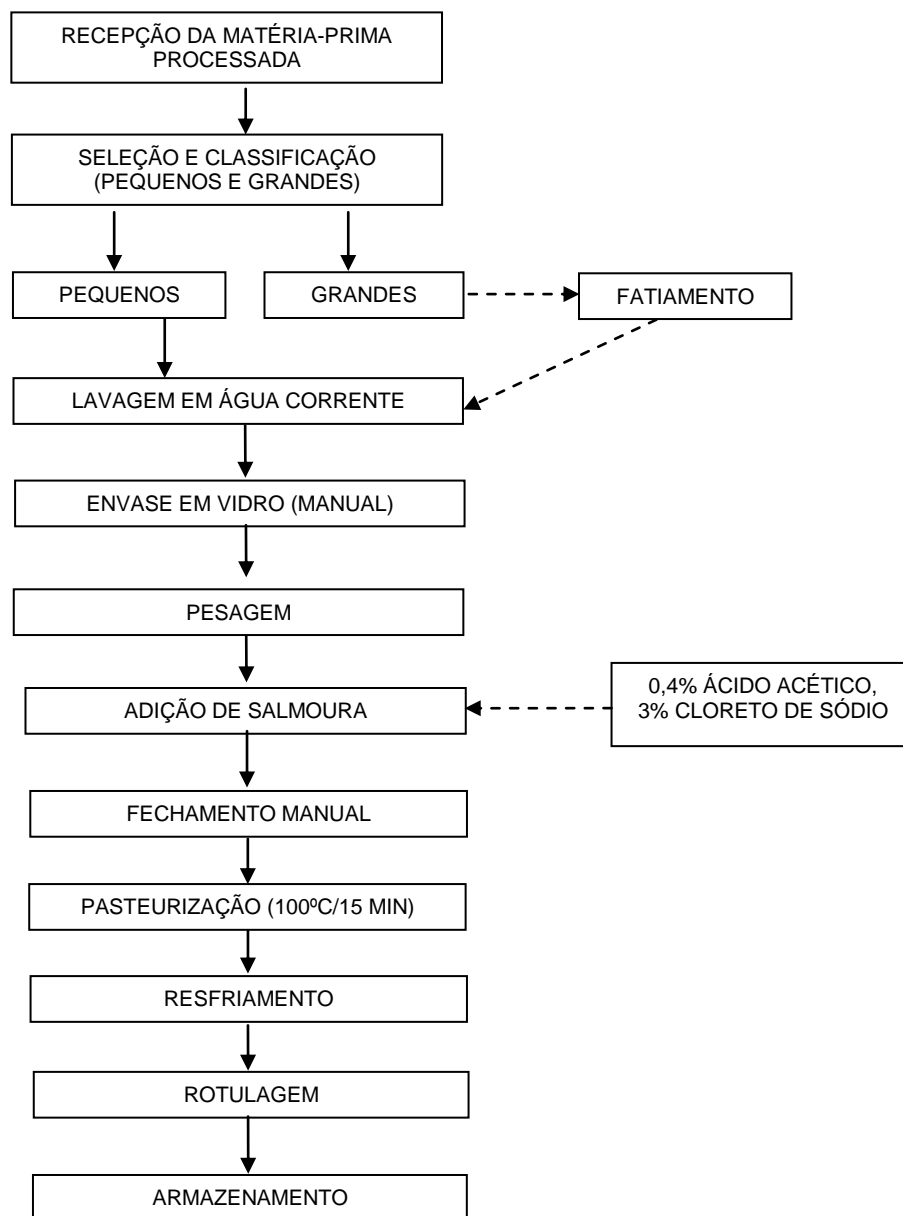 RECEPÇÃO DA MATÉRIA-PRIMA
PROCESSADA
SELEÇÃO E CLASSIFICAÇÃO
(PEQUENOS E GRANDES)
PEQUENOS
GRANDES
FATIAMENTO
LAVAGEM EM ÁGUA CORRENTE
ENVASE EM VIDRO (MANUAL)
PESAGEM
ADIÇÃO DE SALMOURA
0,4% ÁCIDO ACÉTICO,
3% CLORETO DE SÓDIO
FECHAMENTO MANUAL
PASTEURIZAÇÃO (100ºC/15 MIN)
RESFRIAMENTO
ROTULAGEM
ARMAZENAMENTO